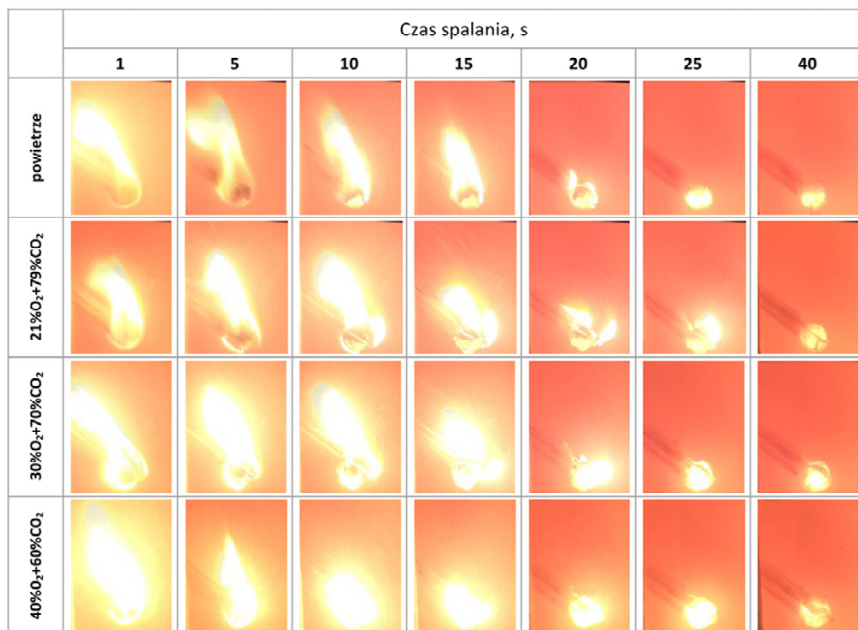 Czas spalania, s
1 5 10 15 20 25 40
powietrze
21%O₂+79%CO₂
30%O₂+70%CO₂
40%O₂+60%CO₂